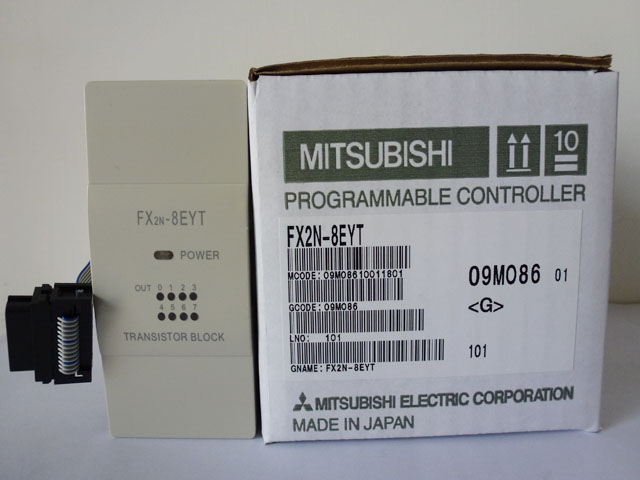 FX2N-8EYT
POWER
OUT 0 1 2 3
4 5 6 7
TRANSISTOR BLOCK
MITSUBISHI
10
PROGRAMMABLE CONTROLLER
FX2N-8EYT
MCODE: 09M08610011801
09M086 01
GCODE: 09M086
<G>
LNO: 101
101
GNAME: FX2N-8EYT
MITSUBISHI ELECTRIC CORPORATION
MADE IN JAPAN